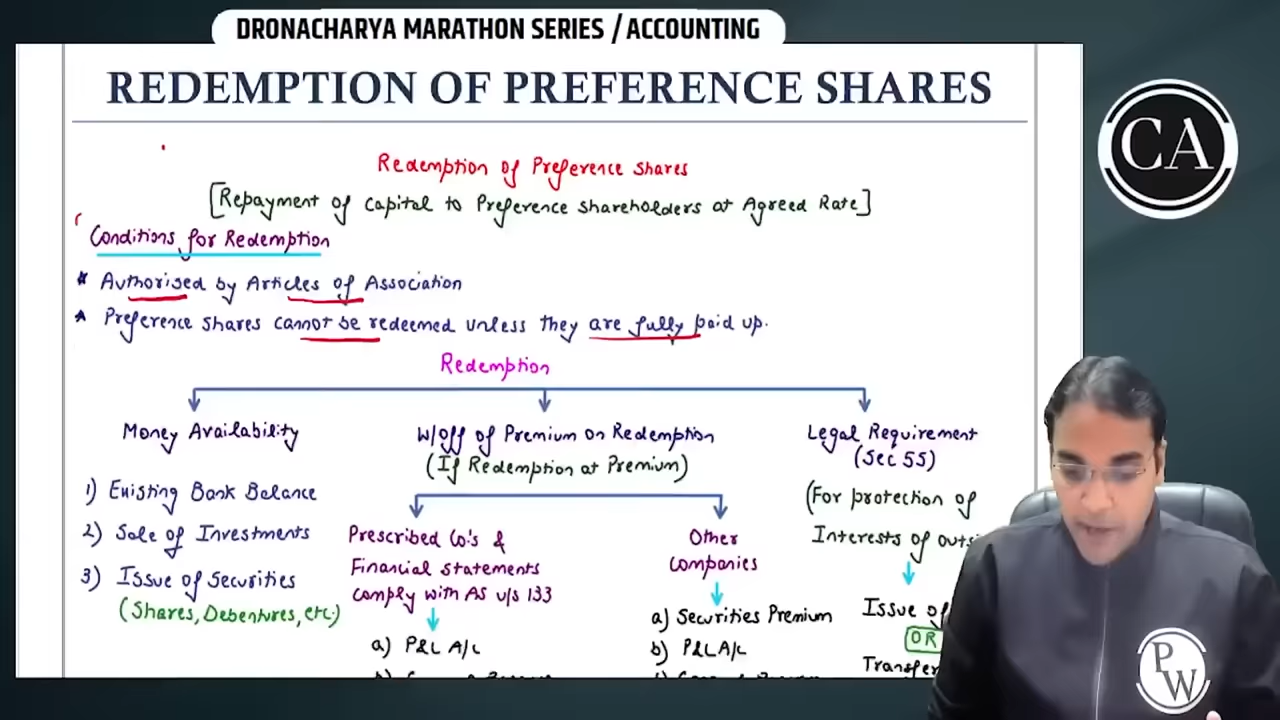 DRONACHARYA MARATHON SERIES / ACCOUNTING
REDEMPTION OF PREFERENCE SHARES
CA
Redemption of Preference shares
[Repayment of capital to Preference shareholders at Agreed Rate]
Conditions for Redemption
* Authorised by Articles of Association
* Preference shares cannot be redeemed unless they are fully paid up.
Redemption
Money Availability
1) Existing Bank Balance
2) Sale of Investments
3) Issue of Securities
(Shares, Debentures, etc.)
W/off of Premium on Redemption
(If Redemption at Premium)
Prescribed Co's &
Financial statements
comply with AS u/s 133
a) P&L A/c
Other
Companies
a) Securities Premium
b) P&L A/c
Legal Requirement
(Sec 55)
(For protection of
Interests of
Issue of
OR
PW